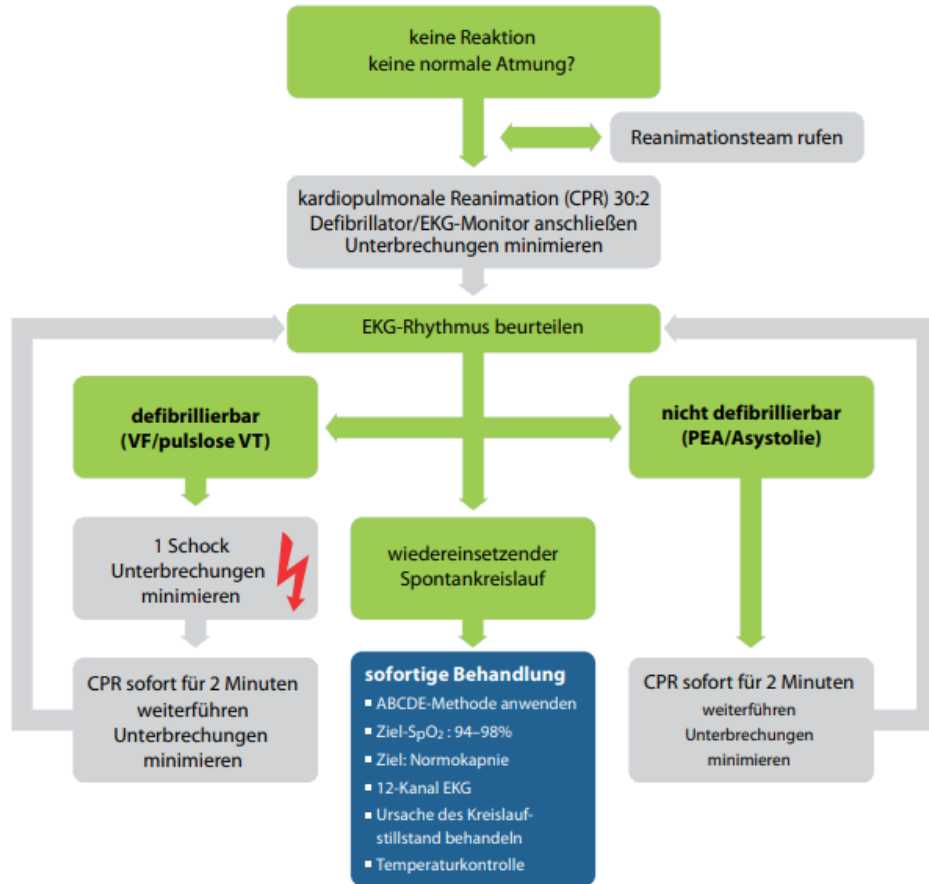 keine Reaktion
keine normale Atmung?
Reanimationsteam rufen
kardiopulmonale Reanimation (CPR) 30:2
Defibrillator/EKG-Monitor anschließen
Unterbrechungen minimieren
EKG-Rhythmus beurteilen
defibrillierbar
(VF/pulslose VT)
nicht defibrillierbar
(PEA/Asystolie)
1 Schock
Unterbrechungen
minimieren
wiedereinsetzender
Spontankreislauf
CPR sofort für 2 Minuten
weiterführen
Unterbrechungen
minimieren
sofortige Behandlung
▪ ABCDE-Methode anwenden
▪ Ziel-SpO₂ : 94–98%
▪ Ziel: Normokapnie
▪ 12-Kanal EKG
▪ Ursache des Kreislauf-
stillstand behandeln
▪ Temperaturkontrolle
CPR sofort für 2 Minuten
weiterführen
Unterbrechungen
minimieren